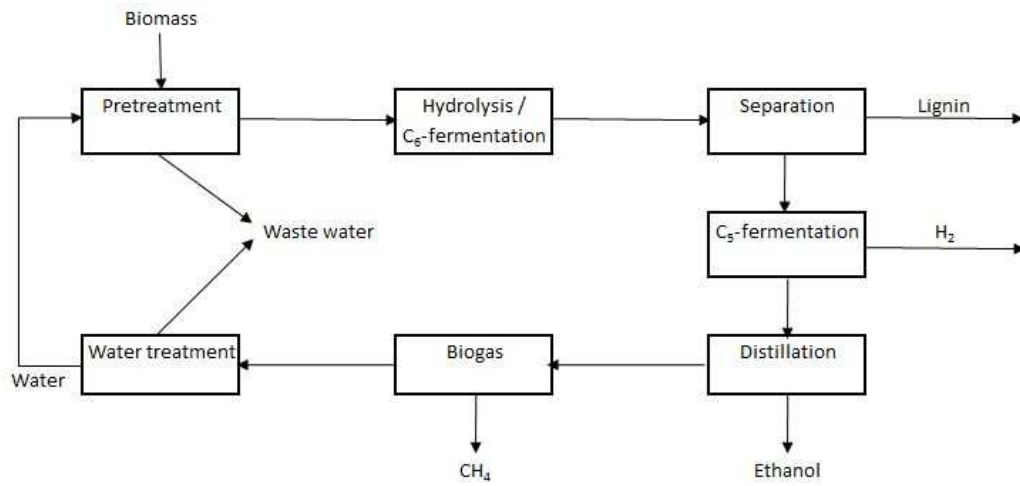 Biomass
Pretreatment
Hydrolysis /
C₆-fermentation
Separation
Lignin
C₅-fermentation
H₂
Waste water
Water treatment
Biogas
Distillation
Water
CH₄
Ethanol